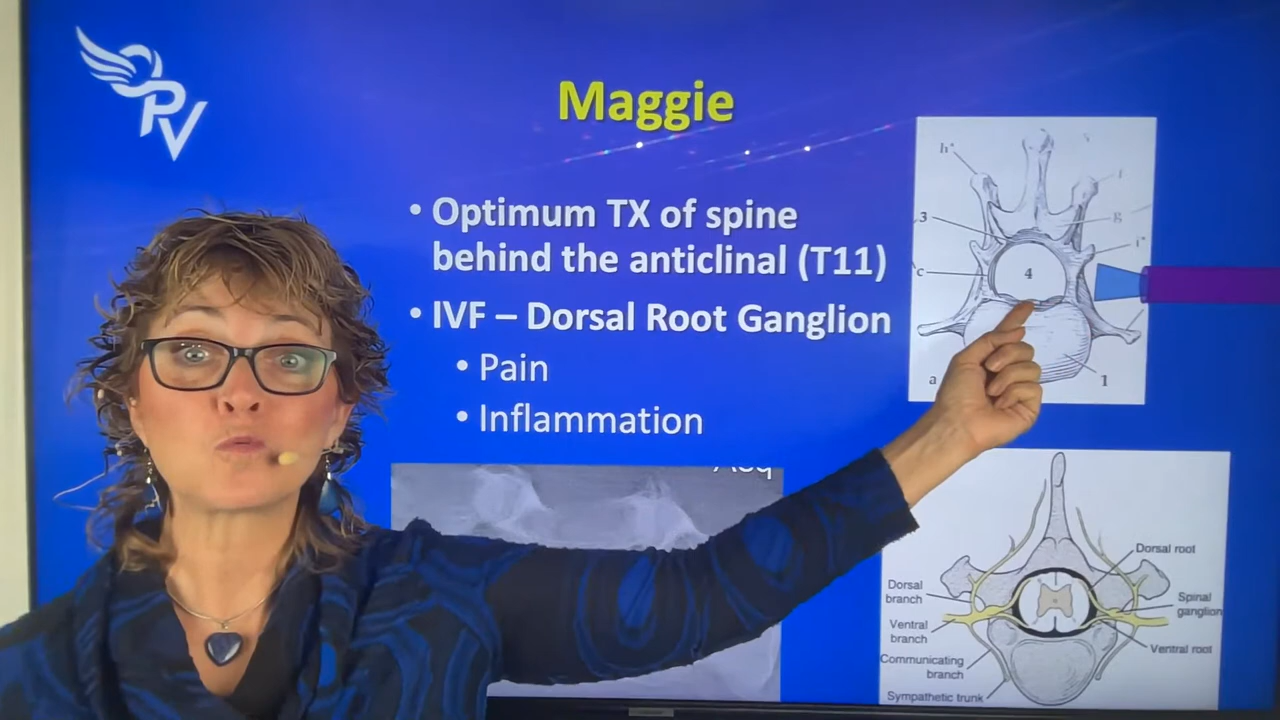 PV
Maggie
• Optimum TX of spine
behind the anticlinal (T11)
• IVF – Dorsal Root Ganglion
• Pain
• Inflammation
h'
3
g
c
4
a
1
Dorsal root
Dorsal
branch
Spinal
ganglion
Ventral
branch
Ventral root
Communicating
branch
Sympathetic trunk